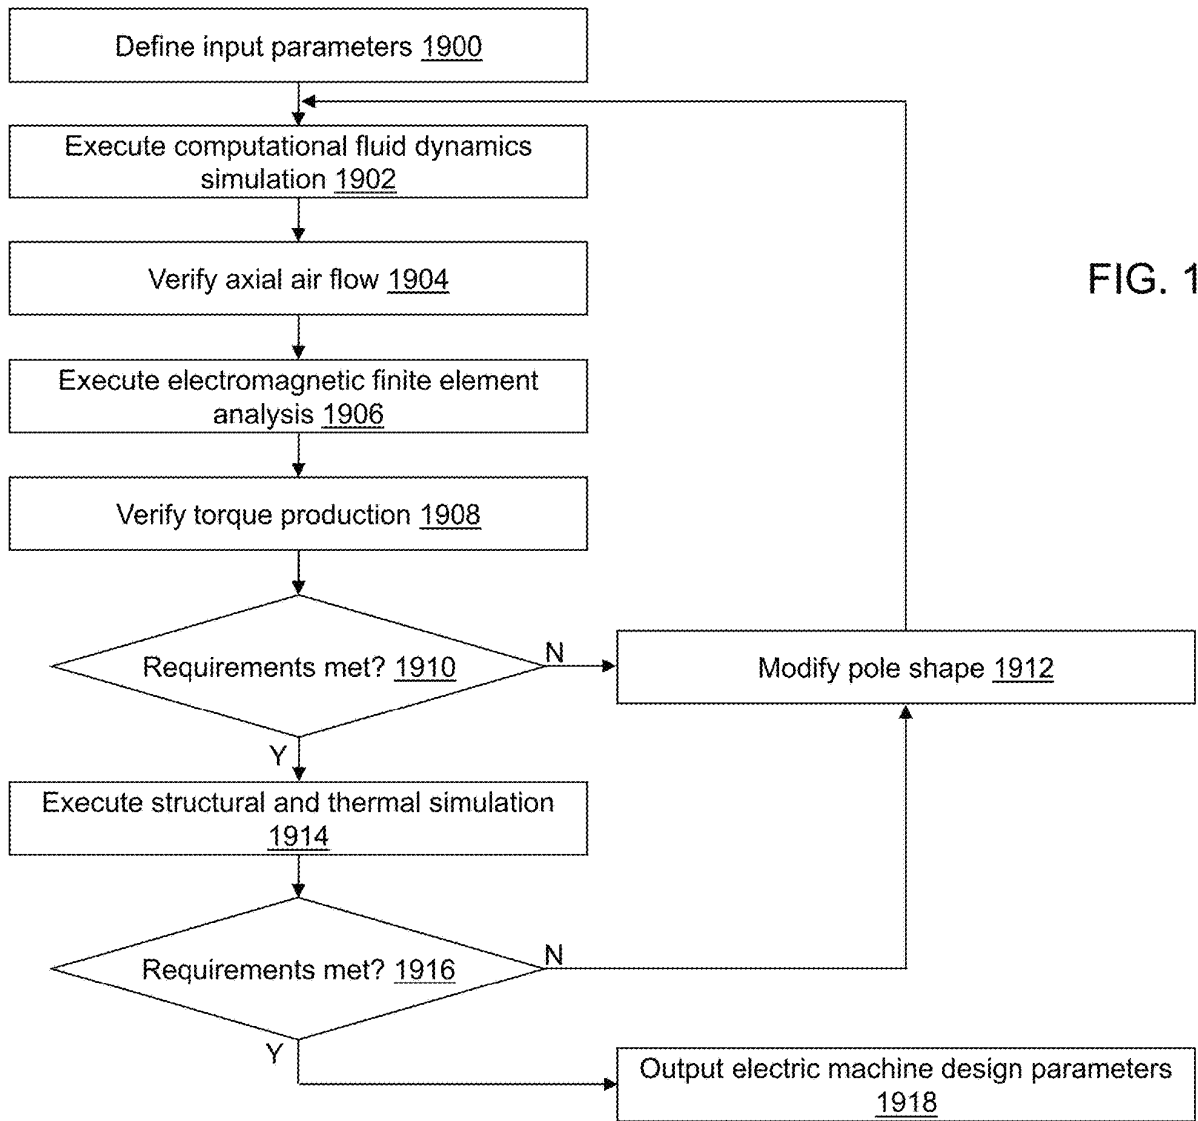 Define input parameters 1900
Execute computational fluid dynamics
simulation 1902
Verify axial air flow 1904
FIG. 1
Execute electromagnetic finite element
analysis 1906
Verify torque production 1908
Requirements met? 1910
N
Modify pole shape 1912
Y
Execute structural and thermal simulation
1914
Requirements met? 1916
N
Y
Output electric machine design parameters
1918